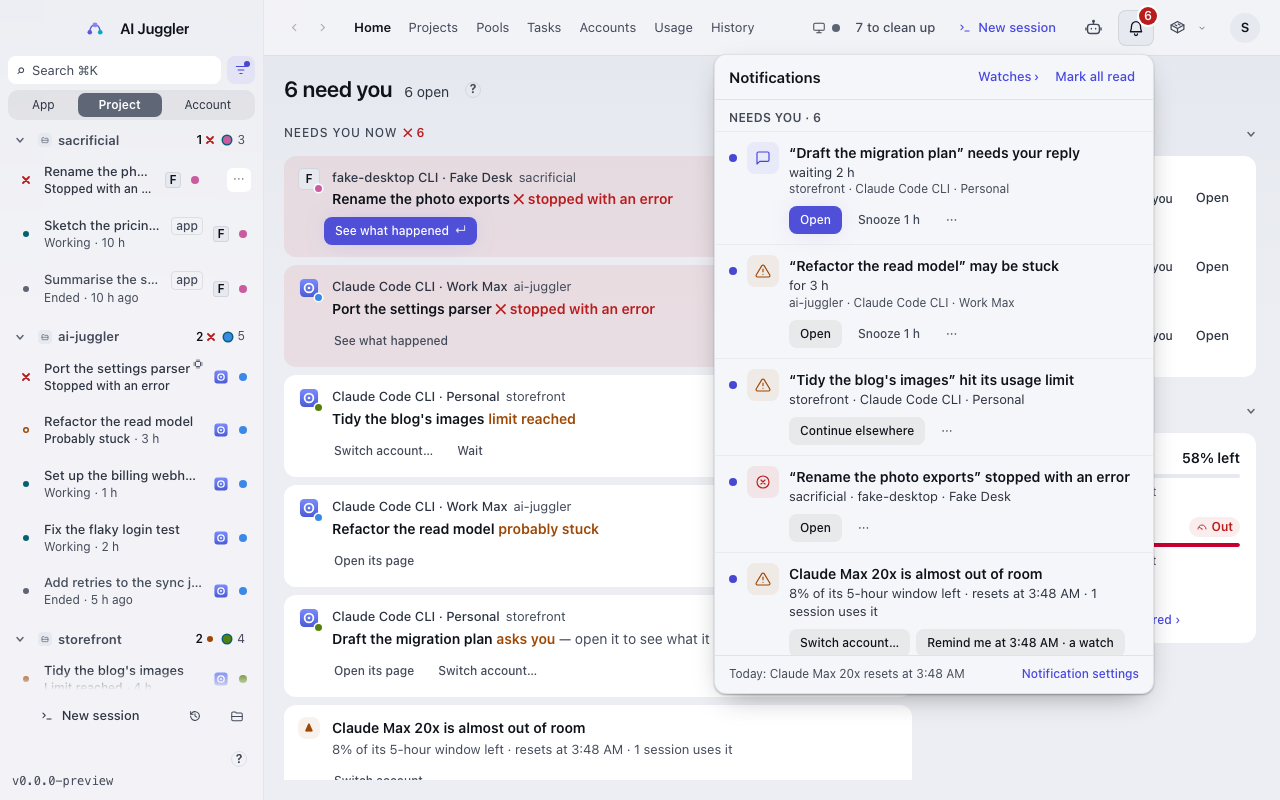 AI Juggler
Search ⌘K
App
Project
Account
sacrificial
1 3
Rename the ph...
Stopped with an ...
F
Sketch the pricin...
app
Working · 10 h
F
Summarise the s...
app
Ended · 10 h ago
F
ai-juggler
2 5
Port the settings parser
Stopped with an error
Refactor the read model
Probably stuck · 3 h
Set up the billing webh...
Working · 1 h
Fix the flaky login test
Working · 2 h
Add retries to the sync j...
Ended · 5 h ago
storefront
2 4
Tidy the blog's images
Limit reached · 4 h
New session
?
v0.0.0-preview
Home
Projects
Pools
Tasks
Accounts
Usage
History
7 to clean up
New session
6
S
6 need you
6 open
?
NEEDS YOU NOW
6
F
fake-desktop CLI · Fake Desk sacrificial
Rename the photo exports stopped with an error
See what happened
Claude Code CLI · Work Max ai-juggler
Port the settings parser stopped with an error
See what happened
Claude Code CLI · Personal storefront
Tidy the blog's images limit reached
Switch account...
Wait
Claude Code CLI · Work Max ai-juggler
Refactor the read model probably stuck
Open its page
Claude Code CLI · Personal storefront
Draft the migration plan asks you — open it to see what it
Open its page
Switch account...
Claude Max 20x is almost out of room
8% of its 5-hour window left · resets at 3:48 AM · 1 session uses it
Switch account
Notifications
Watches ›
Mark all read
NEEDS YOU · 6
“Draft the migration plan” needs your reply
waiting 2 h
storefront · Claude Code CLI · Personal
Open
Snooze 1 h
...
“Refactor the read model” may be stuck
for 3 h
ai-juggler · Claude Code CLI · Work Max
Open
Snooze 1 h
...
“Tidy the blog's images” hit its usage limit
storefront · Claude Code CLI · Personal
Continue elsewhere
...
“Rename the photo exports” stopped with an error
sacrificial · fake-desktop · Fake Desk
Open
...
Claude Max 20x is almost out of room
8% of its 5-hour window left · resets at 3:48 AM · 1
session uses it
Switch account...
Remind me at 3:48 AM · a watch
Today: Claude Max 20x resets at 3:48 AM
Notification settings
you
Open
you
Open
you
Open
58% left
t
Out
t
red ›